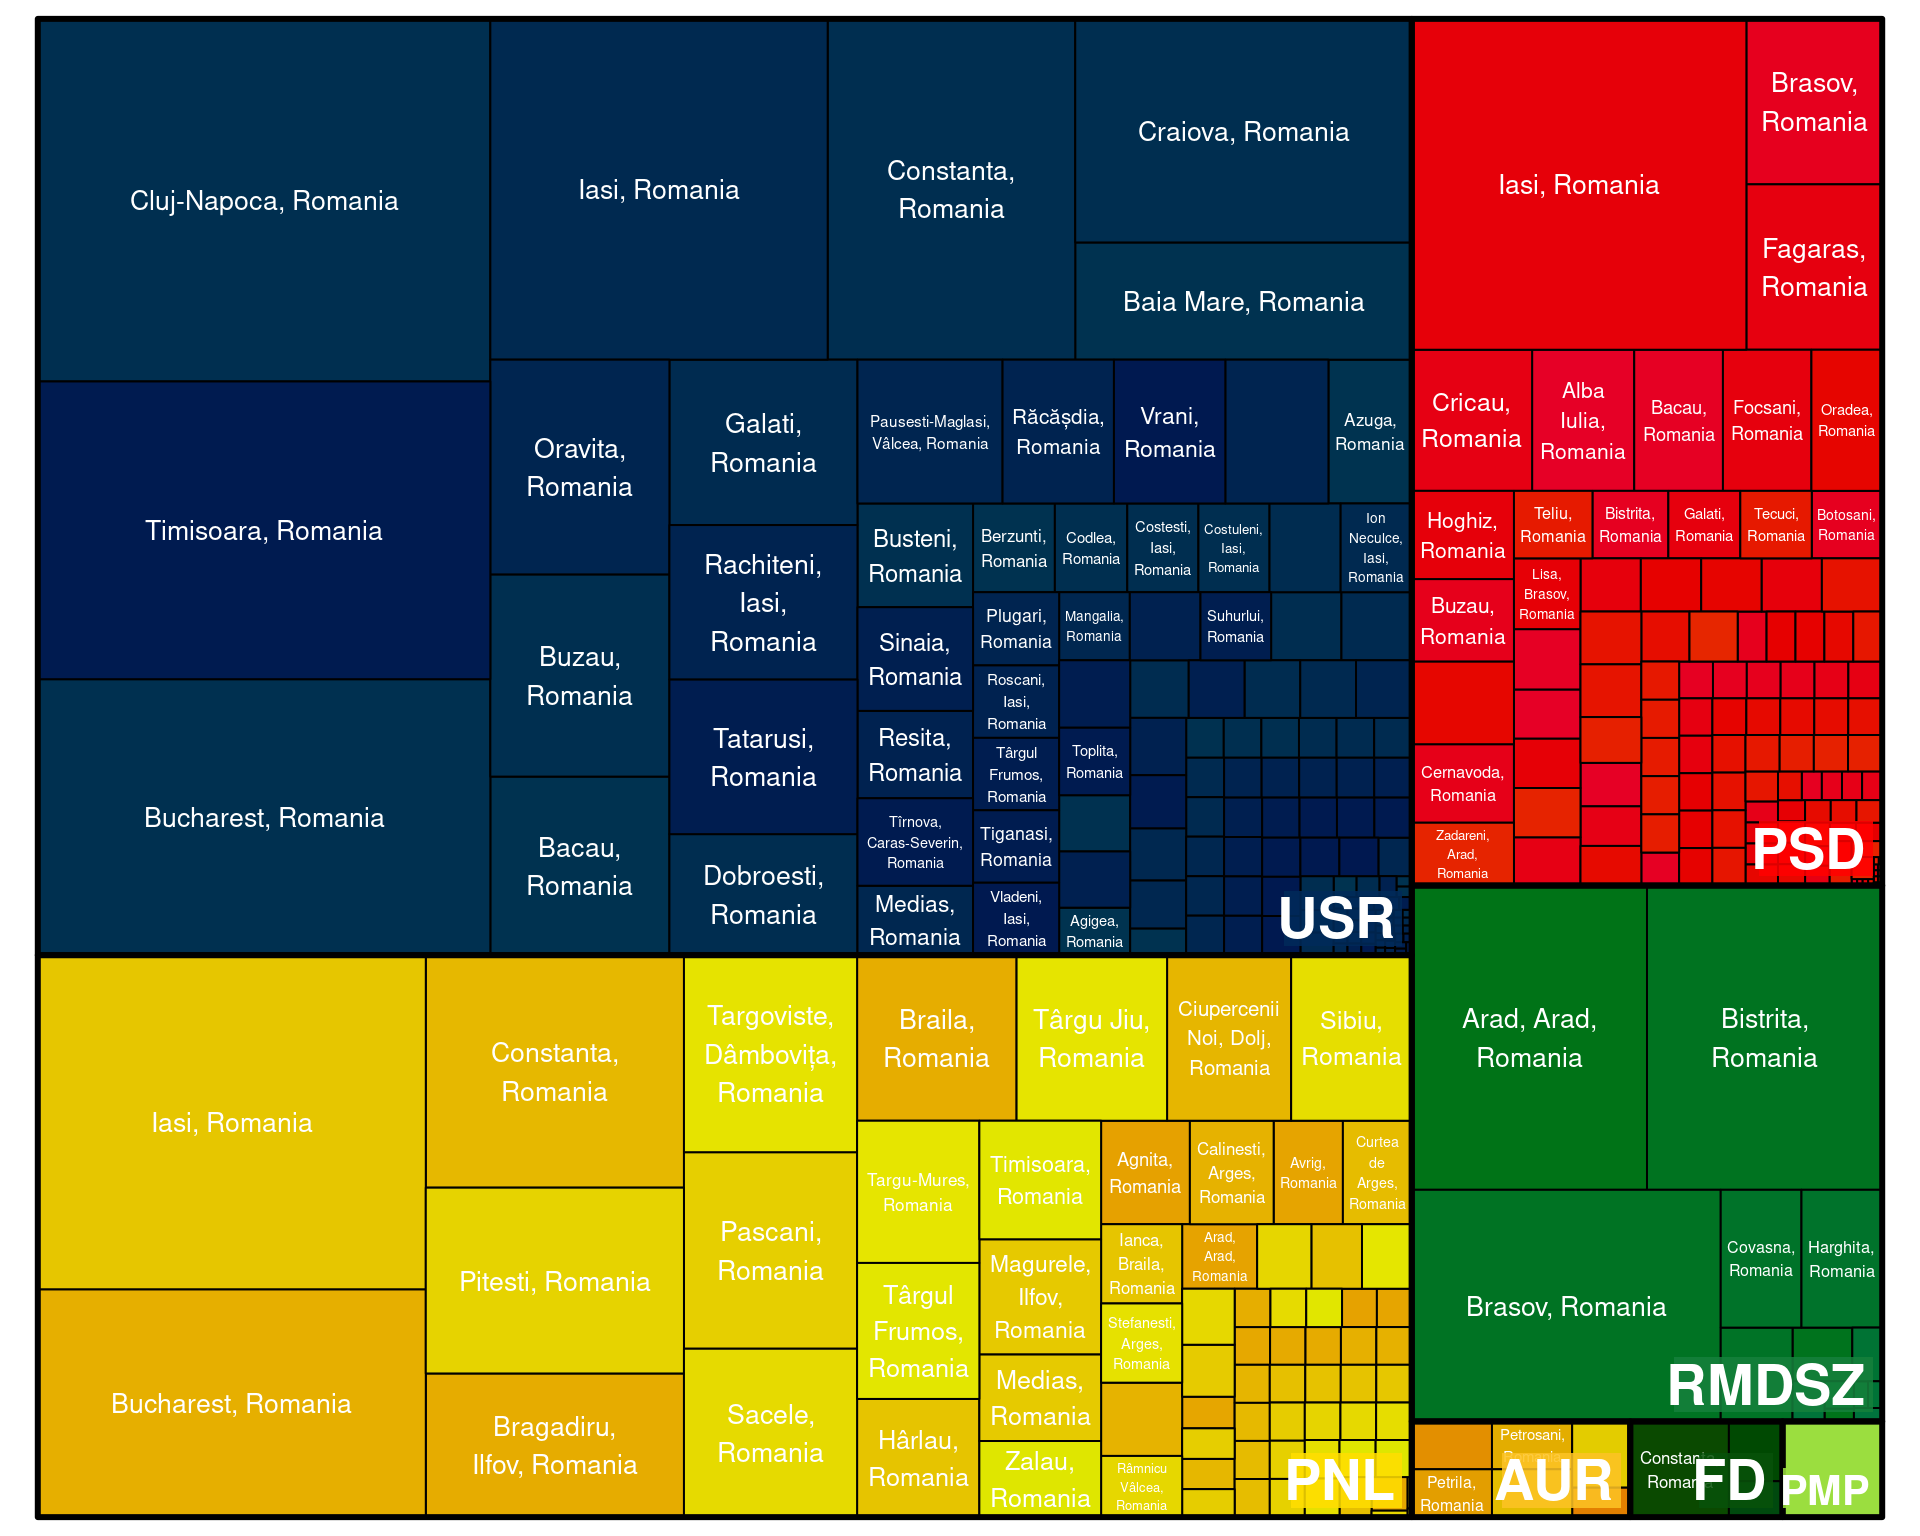 Cluj-Napoca, Romania
Timisoara, Romania
Bucharest, Romania
Iasi, Romania
Constanta,
Romania
Craiova, Romania
Baia Mare, Romania
Oravita,
Romania
Buzau,
Romania
Bacau,
Romania
Galati,
Romania
Rachiteni,
Iasi,
Romania
Tatarusi,
Romania
Dobroesti,
Romania
Pausesti-Maglasi,
Vâlcea, Romania
Răcășdia,
Romania
Vrani,
Romania
Azuga,
Romania
Busteni,
Romania
Sinaia,
Romania
Resita,
Romania
Tîrnova,
Caras-Severin,
Romania
Medias,
Romania
Berzunti,
Romania
Codlea,
Romania
Costesti,
Iasi,
Romania
Costuleni,
Iasi,
Romania
Ion
Neculce,
Iasi,
Romania
Plugari,
Romania
Mangalia,
Romania
Suhurlui,
Romania
Roscani,
Iasi,
Romania
Târgul
Frumos,
Romania
Toplita,
Romania
Tiganasi,
Romania
Vladeni,
Iasi,
Romania
Agigea,
Romania
USR
Iasi, Romania
Brasov,
Romania
Fagaras,
Romania
Cricau,
Romania
Alba
Iulia,
Romania
Bacau,
Romania
Focsani,
Romania
Oradea,
Romania
Hoghiz,
Romania
Teliu,
Romania
Bistrita,
Romania
Galati,
Romania
Tecuci,
Romania
Botosani,
Romania
Buzau,
Romania
Lisa,
Brasov,
Romania
Cernavoda,
Romania
Zadareni,
Arad,
Romania
PSD
Iasi, Romania
Bucharest, Romania
Constanta,
Romania
Pitesti, Romania
Bragadiru,
Ilfov, Romania
Targoviste,
Dâmbovița,
Romania
Pascani,
Romania
Sacele,
Romania
Braila,
Romania
Târgu Jiu,
Romania
Ciupercenii
Noi, Dolj,
Romania
Sibiu,
Romania
Targu-Mures,
Romania
Târgul
Frumos,
Romania
Hârlau,
Romania
Timisoara,
Romania
Magurele,
Ilfov,
Romania
Medias,
Romania
Zalau,
Romania
Agnita,
Romania
Calinesti,
Arges,
Romania
Avrig,
Romania
Curtea
de
Arges,
Romania
Ianca,
Braila,
Romania
Arad,
Arad,
Romania
Stefanesti,
Arges,
Romania
Râmnicu
Vâlcea,
Romania
PNL
Arad, Arad,
Romania
Bistrita,
Romania
Brasov, Romania
Covasna,
Romania
Harghita,
Romania
RMDSZ
Petrosani,
Romania
Petrila,
Romania
AUR
Constanta,
Romania
FD
PMP